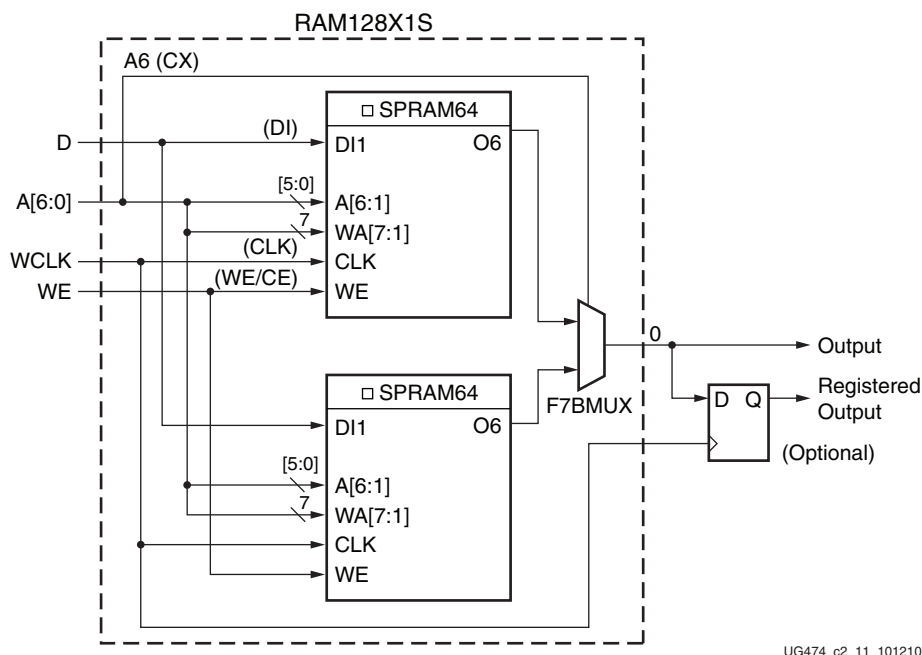 RAM128X1S
A6 (CX)
□ SPRAM64
D
(DI)
DI1
O6
A[6:0]
[5:0]
A[6:1]
7
WA[7:1]
WCLK
(CLK)
CLK
WE
(WE/CE)
WE
0
Output
F7BMUX
D Q
Registered
Output
(Optional)
□ SPRAM64
DI1
O6
[5:0]
A[6:1]
7
WA[7:1]
CLK
WE
UG474_c2_11_101210